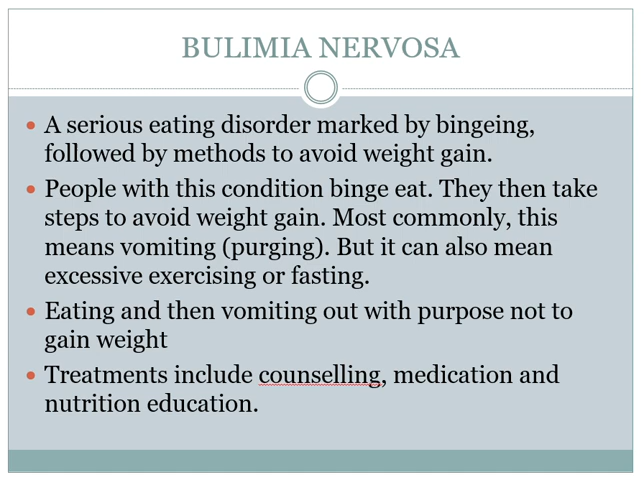 BULIMIA NERVOSA
• A serious eating disorder marked by bingeing,
followed by methods to avoid weight gain.
• People with this condition binge eat. They then take
steps to avoid weight gain. Most commonly, this
means vomiting (purging). But it can also mean
excessive exercising or fasting.
• Eating and then vomiting out with purpose not to
gain weight
• Treatments include counselling, medication and
nutrition education.